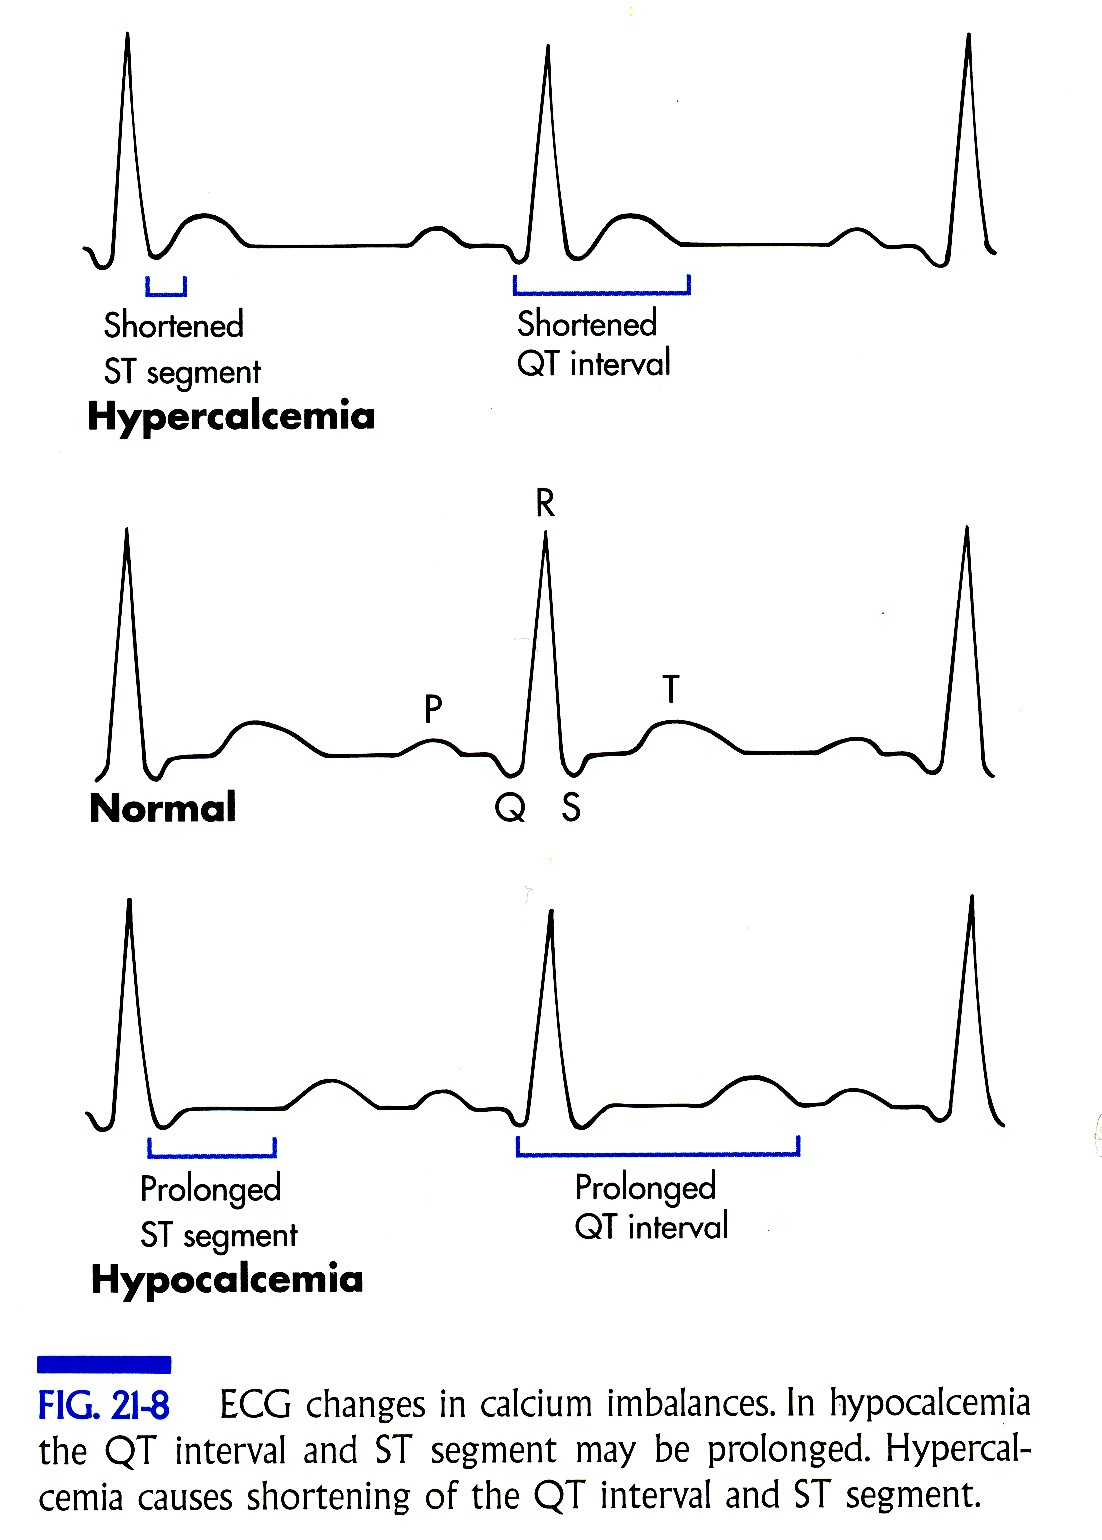 Shortened
ST segment
Shortened
QT interval
Hypercalcemia
R
P
T
Q S
Normal
Prolonged
ST segment
Prolonged
QT interval
Hypocalcemia
FIG. 21-8 ECG changes in calcium imbalances. In hypocalcemia
the QT interval and ST segment may be prolonged. Hypercal-
cemia causes shortening of the QT interval and ST segment.